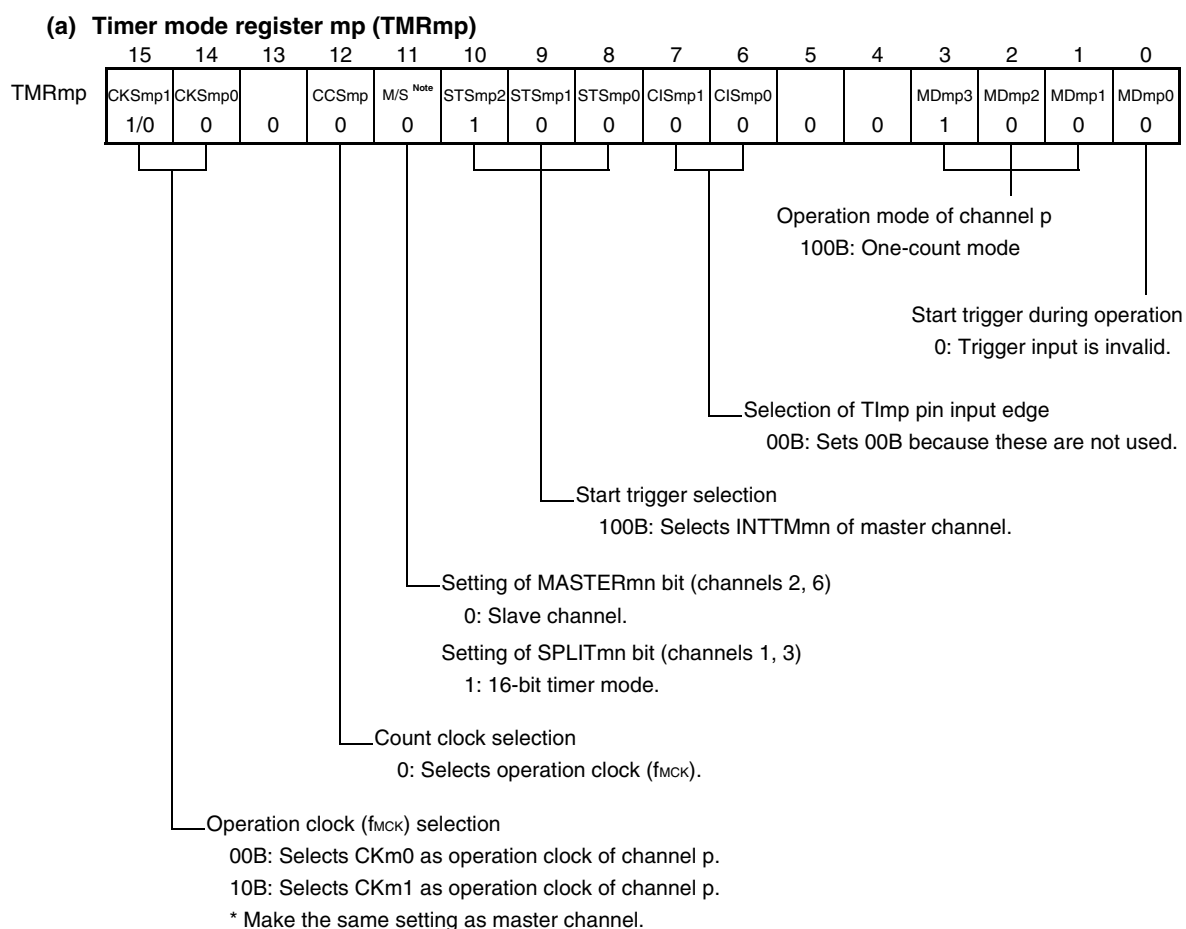 (a) Timer mode register mp (TMRmp)
15 14 13 12 11 10 9 8 7 6 5 4 3 2 1 0
TMRmp CKSmp1 CKSmp0 CCSmp M/S Note STSmp2 STSmp1 STSmp0 CISmp1 CISmp0 MDmp3 MDmp2 MDmp1 MDmp0
1/0 0 0 0 0 1 0 0 0 0 0 0 1 0 0 0
Operation mode of channel p
100B: One-count mode
Start trigger during operation
0: Trigger input is invalid.
Selection of TImp pin input edge
00B: Sets 00B because these are not used.
Start trigger selection
100B: Selects INTTMmn of master channel.
Setting of MASTERmn bit (channels 2, 6)
0: Slave channel.
Setting of SPLITmn bit (channels 1, 3)
1: 16-bit timer mode.
Count clock selection
0: Selects operation clock (fMCK).
Operation clock (fMCK) selection
00B: Selects CKm0 as operation clock of channel p.
10B: Selects CKm1 as operation clock of channel p.
* Make the same setting as master channel.